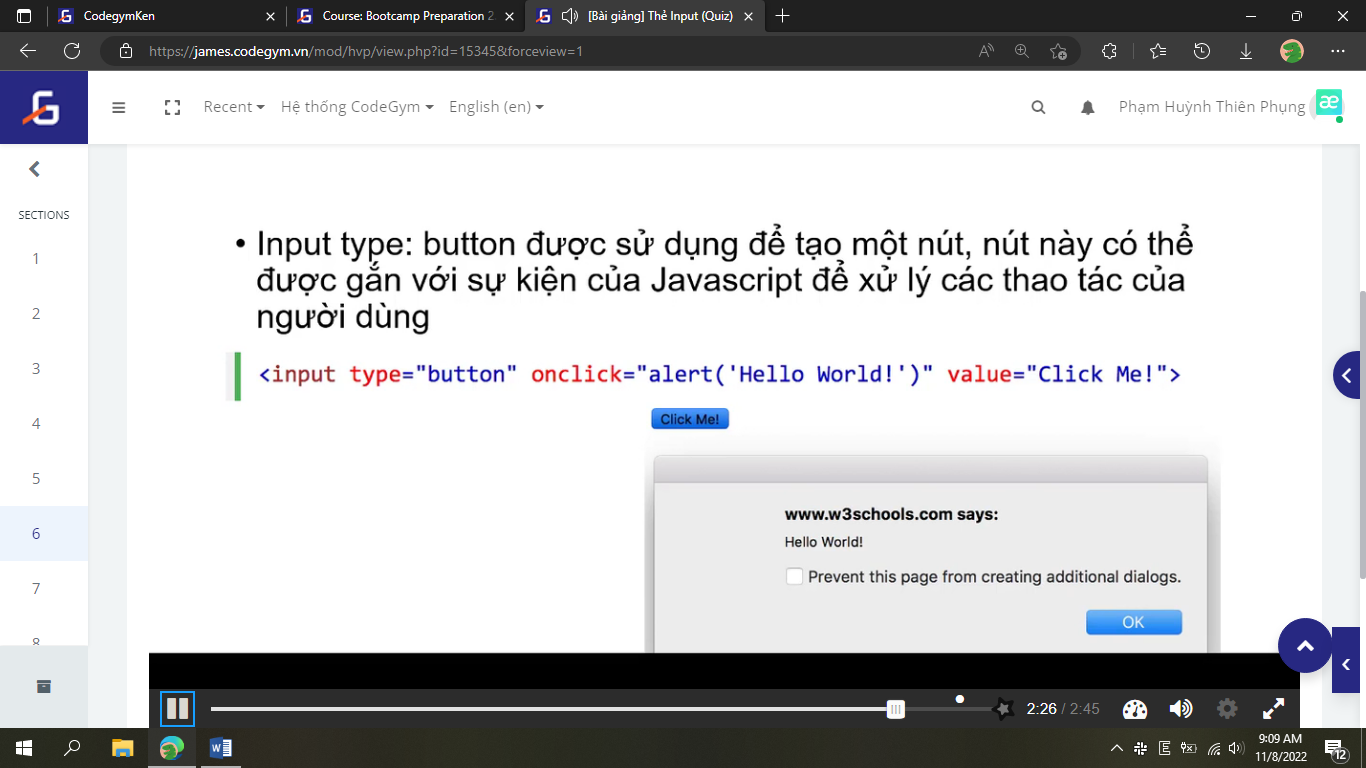 CodegymKen
Course: Bootcamp Preparation 2
[Bài giảng] Thẻ Input (Quiz)
https://james.codegym.vn/mod/hvp/view.php?id=15345&forceview=1
Recent
Hệ thống CodeGym
English (en)
Phạm Huỳnh Thiên Phụng
æ
SECTIONS
1
2
3
4
5
6
7
8
• Input type: button được sử dụng để tạo một nút, nút này có thể
được gắn với sự kiện của Javascript để xử lý các thao tác của
người dùng
<input type="button" onclick="alert('Hello World!')" value="Click Me!">
Click Me!
www.w3schools.com says:
Hello World!
Prevent this page from creating additional dialogs.
OK
2:26 / 2:45
9:09 AM
11/8/2022
12